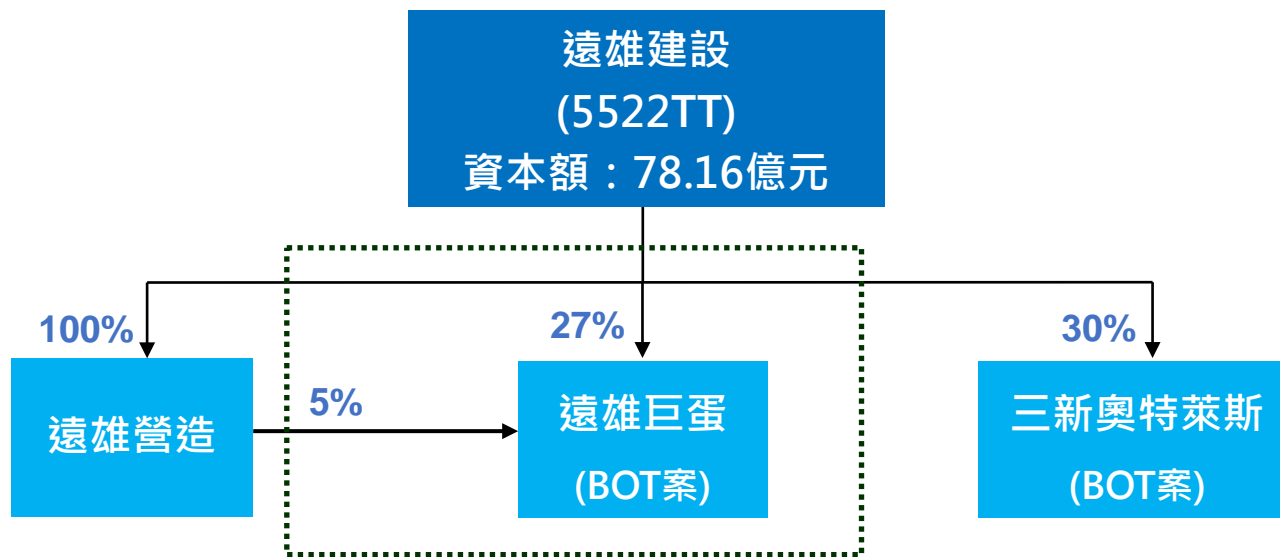 遠雄建設
(5522TT)
資本額：78.16億元
100%
27%
30%
遠雄營造
5%
遠雄巨蛋
(BOT案)
三新奧特萊斯
(BOT案)